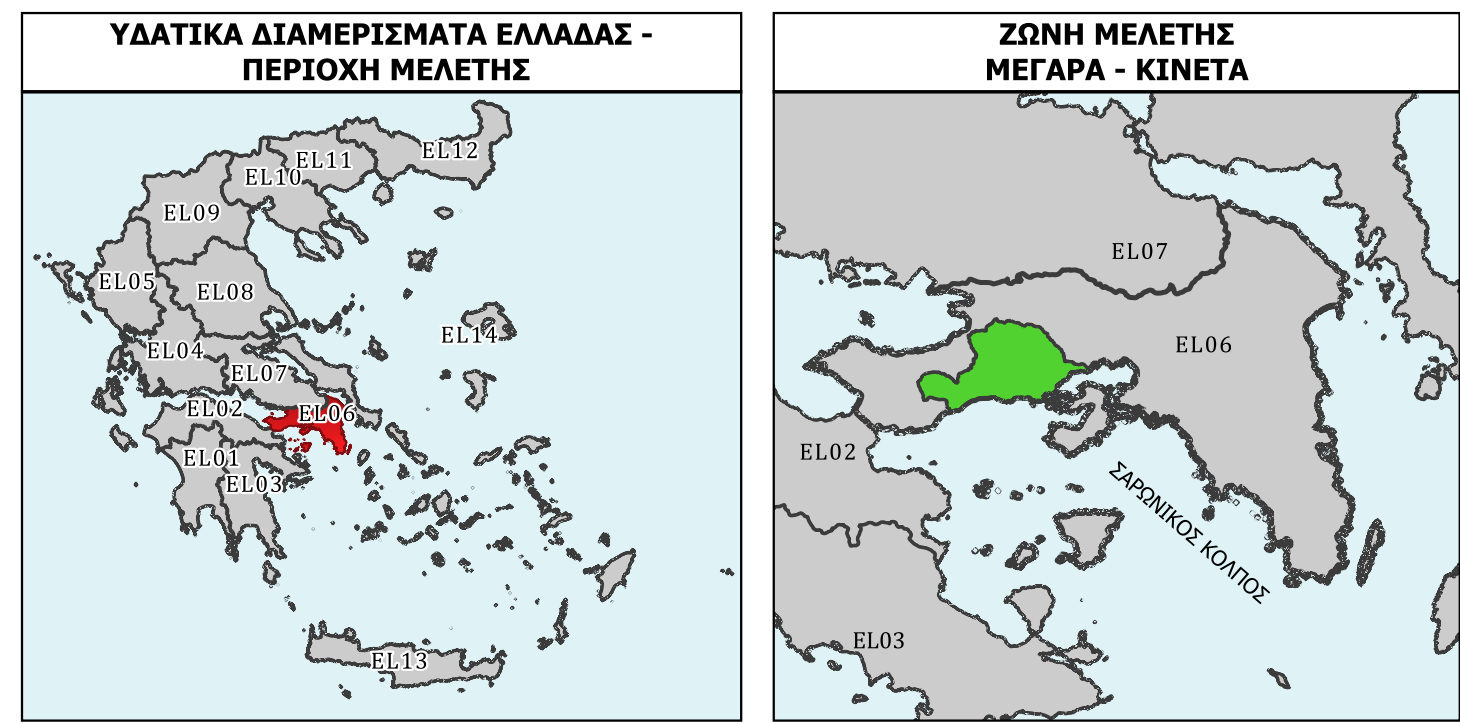 ΥΔΑΤΙΚΑ ΔΙΑΜΕΡΙΣΜΑΤΑ ΕΛΛΑΔΑΣ -
ΠΕΡΙΟΧΗ ΜΕΛΕΤΗΣ
EL12
EL11
EL10
EL09
EL05
EL08
EL14
EL04
EL07
EL02
EL06
EL01
EL03
EL13
ΖΩΝΗ ΜΕΛΕΤΗΣ
ΜΕΓΑΡΑ - ΚΙΝΕΤΑ
EL07
EL06
EL02
ΣΑΡΩΝΙΚΟΣ ΚΟΛΠΟΣ
EL03